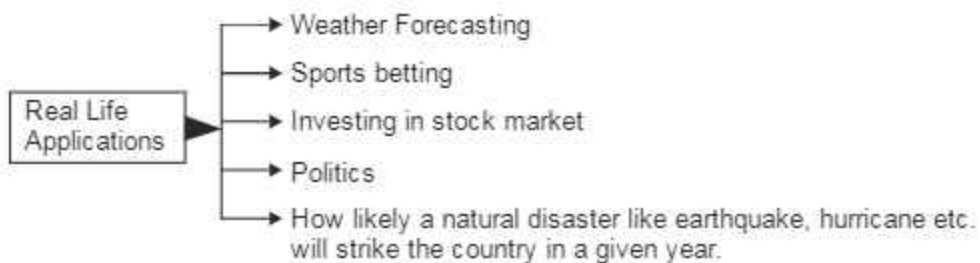 Weather Forecasting
Sports betting
Real Life
Applications
Investing in stock market
Politics
How likely a natural disaster like earthquake, hurricane etc.
will strike the country in a given year.